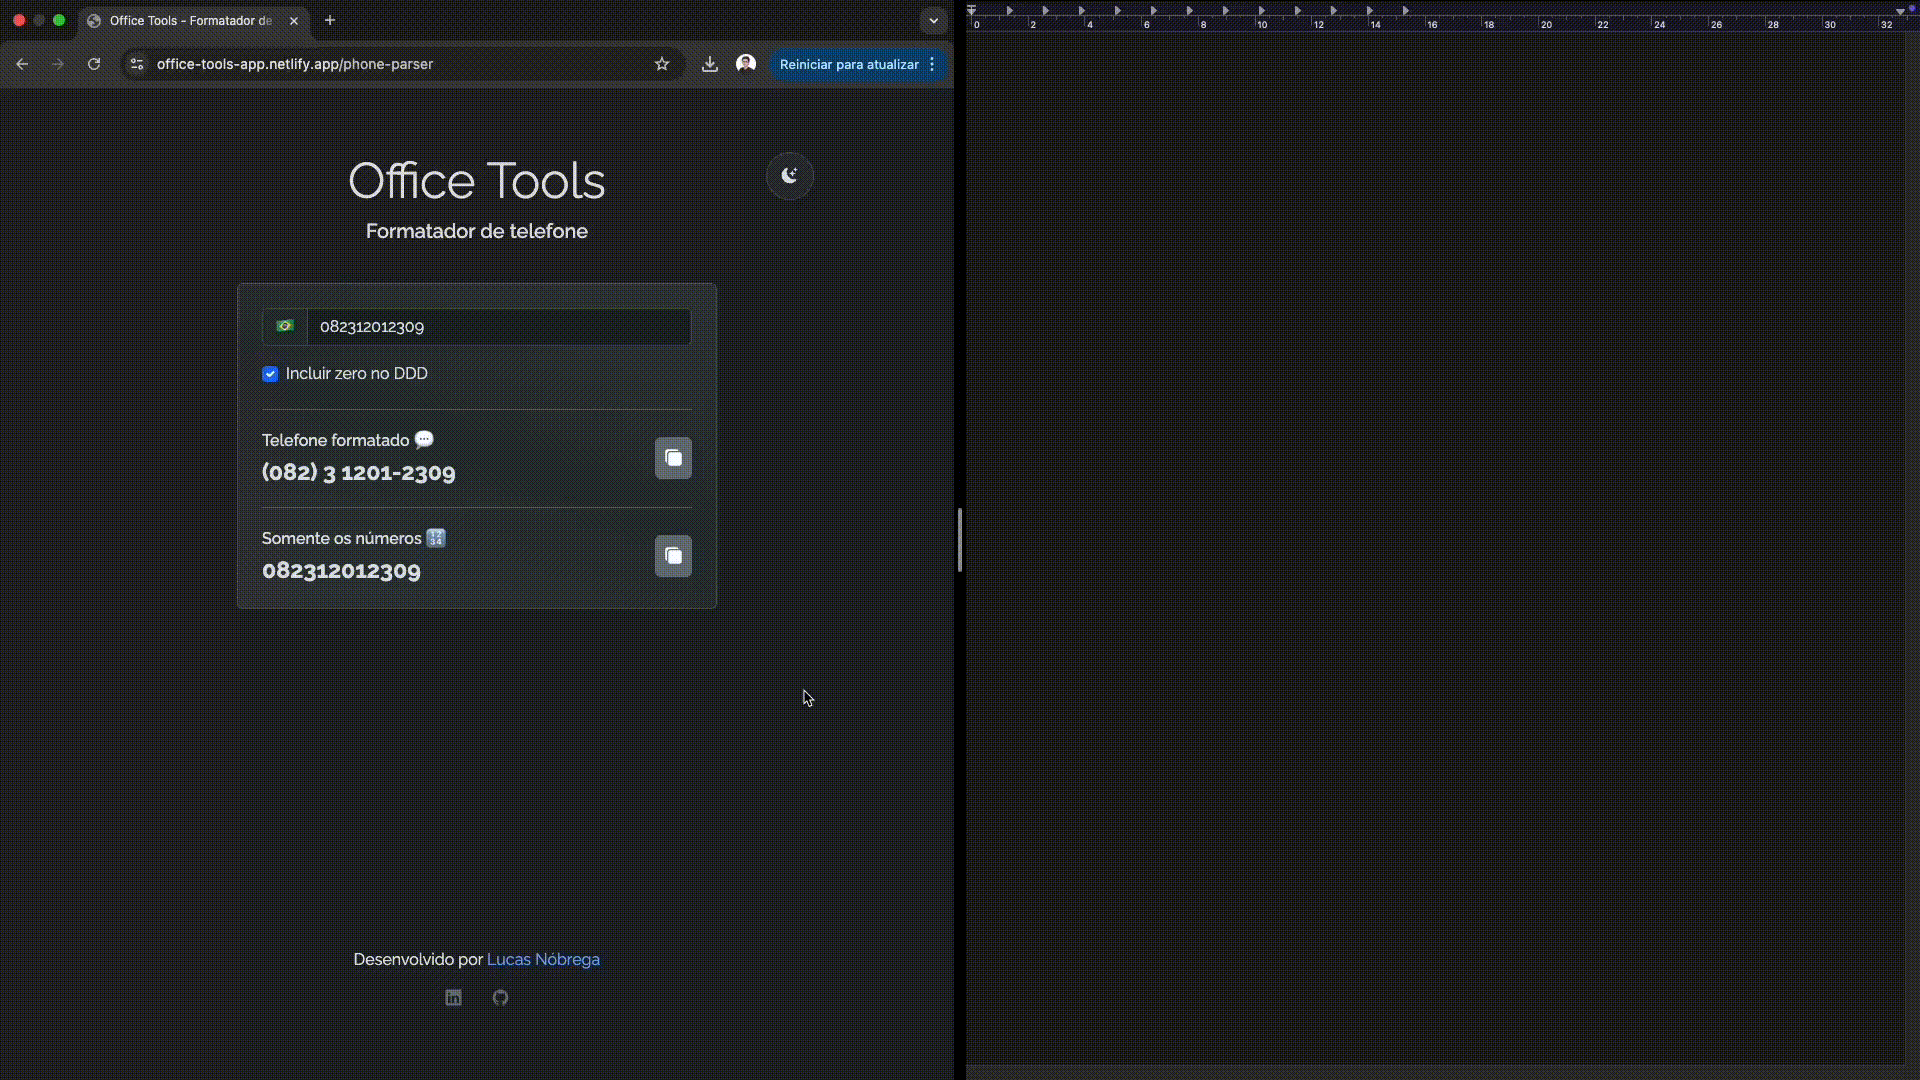 Office Tools - Formatador de
office-tools-app.netlify.app/phone-parser
Reiniciar para atualizar
0 2 4 6 8 10 12 14 16 18 20 22 24 26 28 30 32
Office Tools
Formatador de telefone
082312012309
Incluir zero no DDD
Telefone formatado
(082) 3 1201-2309
Somente os números
082312012309
Desenvolvido por Lucas Nóbrega